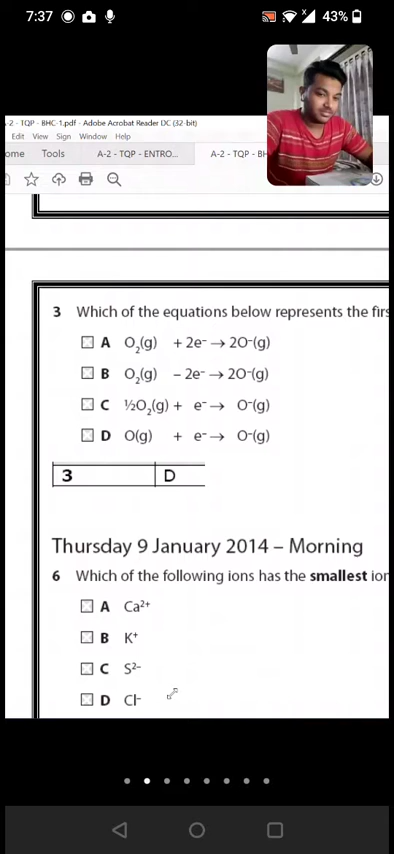 7:37 43%
-2 - TQP - BHC-1.pdf - Adobe Acrobat Reader DC (32-bit)
Edit View Sign Window Help
ome Tools A-2 - TQP - ENTRO... A-2 - TQP - BH
3 Which of the equations below represents the firs
A O₂(g) + 2e⁻ → 2O⁻(g)
B O₂(g) − 2e⁻ → 2O⁻(g)
C ½O₂(g) + e⁻ → O⁻(g)
D O(g) + e⁻ → O⁻(g)
3 D
Thursday 9 January 2014 – Morning
6 Which of the following ions has the smallest ion
A Ca²⁺
B K⁺
C S²⁻
D Cl⁻